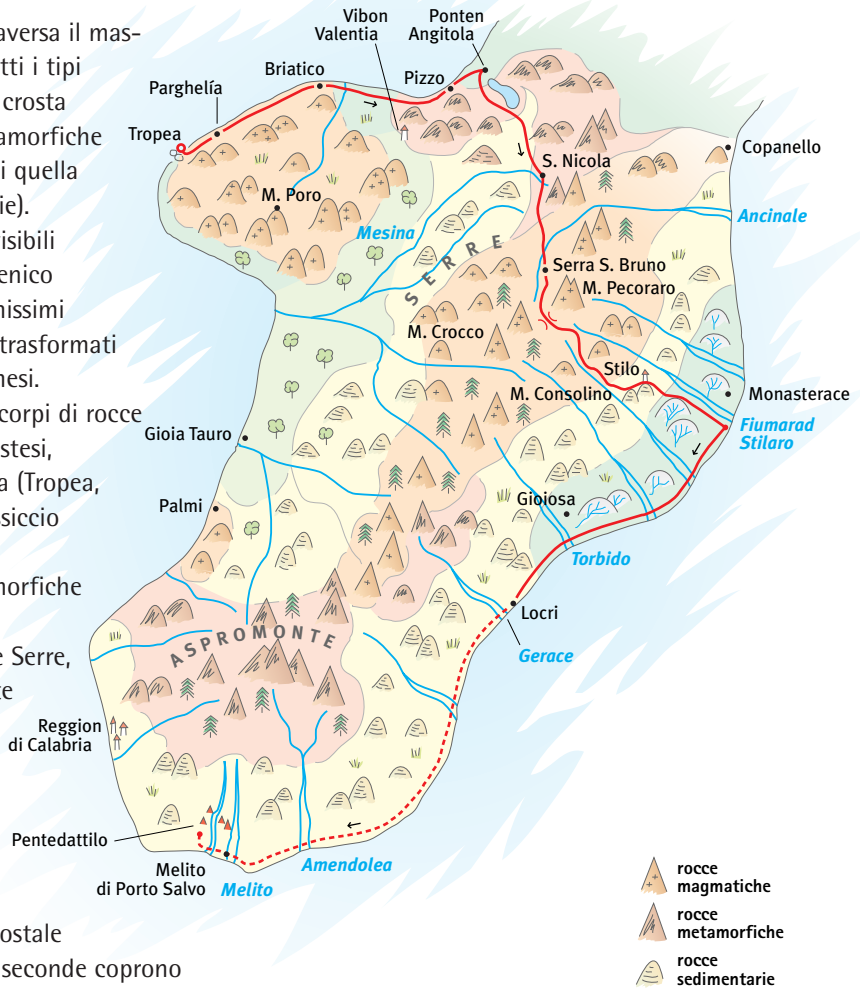 aversa il mas-
tti i tipi
crosta
amorfiche
i quella
ie).
isibili
enico
nissimi
trasformati
nesi.
corpi di rocce
stesi,
a (Tropea,
ssiccio
norfiche
e Serre,
te
ostale
seconde coprono
Vibon
Valentia
Ponten
Angitola
Briatico
Pizzo
Parghelía
Tropea
Copanello
S. Nicola
M. Poro
Mesina
Ancinale
SERRE
Serra S. Bruno
M. Pecoraro
M. Crocco
Stilo
M. Consolino
Monasterace
Fiumarad
Stilaro
Gioia Tauro
Palmi
Gioiosa
Torbido
Locri
Gerace
ASPROMONTE
Reggion
di Calabria
Pentedattilo
Melito
di Porto Salvo
Melito
Amendolea
rocce
magmatiche
rocce
metamorfiche
rocce
sedimentarie